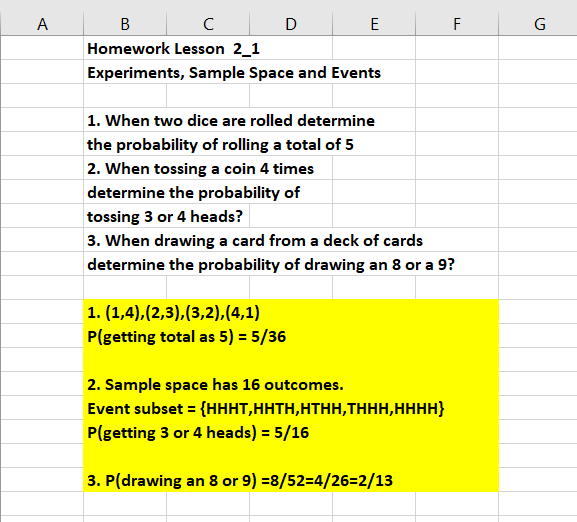 A B C D E F G
Homework Lesson 2_1
Experiments, Sample Space and Events
1. When two dice are rolled determine
the probability of rolling a total of 5
2. When tossing a coin 4 times
determine the probability of
tossing 3 or 4 heads?
3. When drawing a card from a deck of cards
determine the probability of drawing an 8 or a 9?
1. (1,4),(2,3),(3,2),(4,1)
P(getting total as 5) = 5/36
2. Sample space has 16 outcomes.
Event subset = {HHHT,HHTH,HTHH,THHH,HHHH}
P(getting 3 or 4 heads) = 5/16
3. P(drawing an 8 or 9) =8/52=4/26=2/13